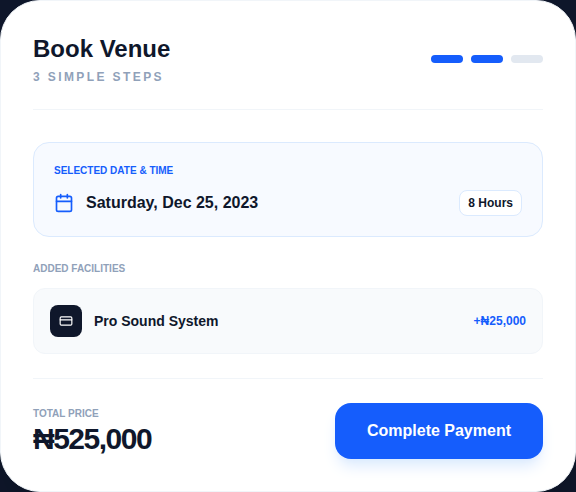 Book Venue
3 SIMPLE STEPS
SELECTED DATE & TIME
Saturday, Dec 25, 2023
8 Hours
ADDED FACILITIES
Pro Sound System
+₦25,000
TOTAL PRICE
₦525,000
Complete Payment